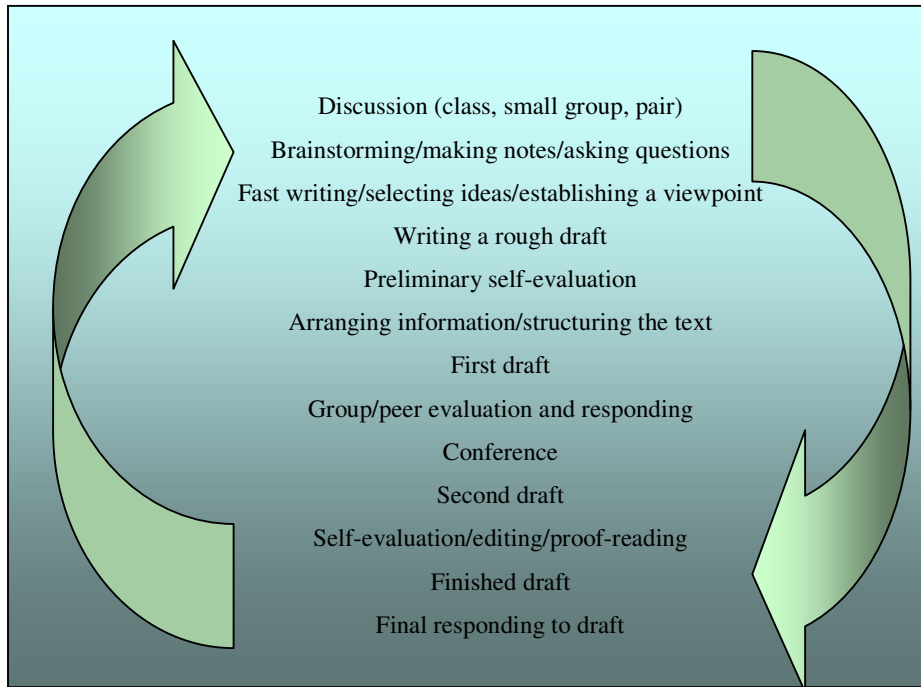 Discussion (class, small group, pair)
Brainstorming/making notes/asking questions
Fast writing/selecting ideas/establishing a viewpoint
Writing a rough draft
Preliminary self-evaluation
Arranging information/structuring the text
First draft
Group/peer evaluation and responding
Conference
Second draft
Self-evaluation/editing/proof-reading
Finished draft
Final responding to draft